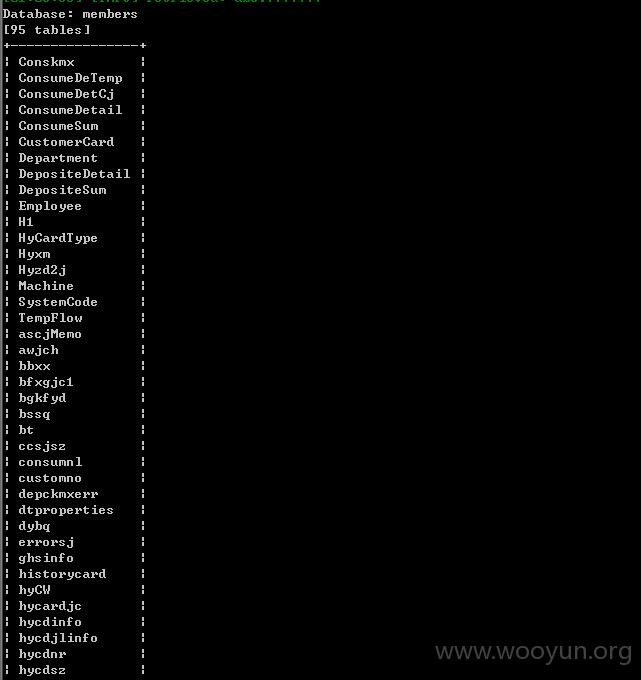 Database: members
[95 tables]
+----------------+
| Conskmx |
| ConsumeDeTemp |
| ConsumeDetCj |
| ConsumeDetail |
| ConsumeSum |
| CustomerCard |
| Department |
| DepositeDetail |
| DepositeSum |
| Employee |
| H1 |
| HyCardType |
| Hyxm |
| Hyzd2j |
| Machine |
| SystemCode |
| TempFlow |
| ascjMemo |
| awjch |
| bbxx |
| bfxgjc1 |
| bgkfyd |
| bssq |
| bt |
| ccsjsz |
| consumnl |
| customno |
| depckmxerr |
| dtproperties |
| dybq |
| errorsj |
| ghsinfo |
| historycard |
| hyCW |
| hycardjc |
| hycdinfo |
| hycdjlinfo |
| hycdnr |
| hycdsz |
www.wooyun.org